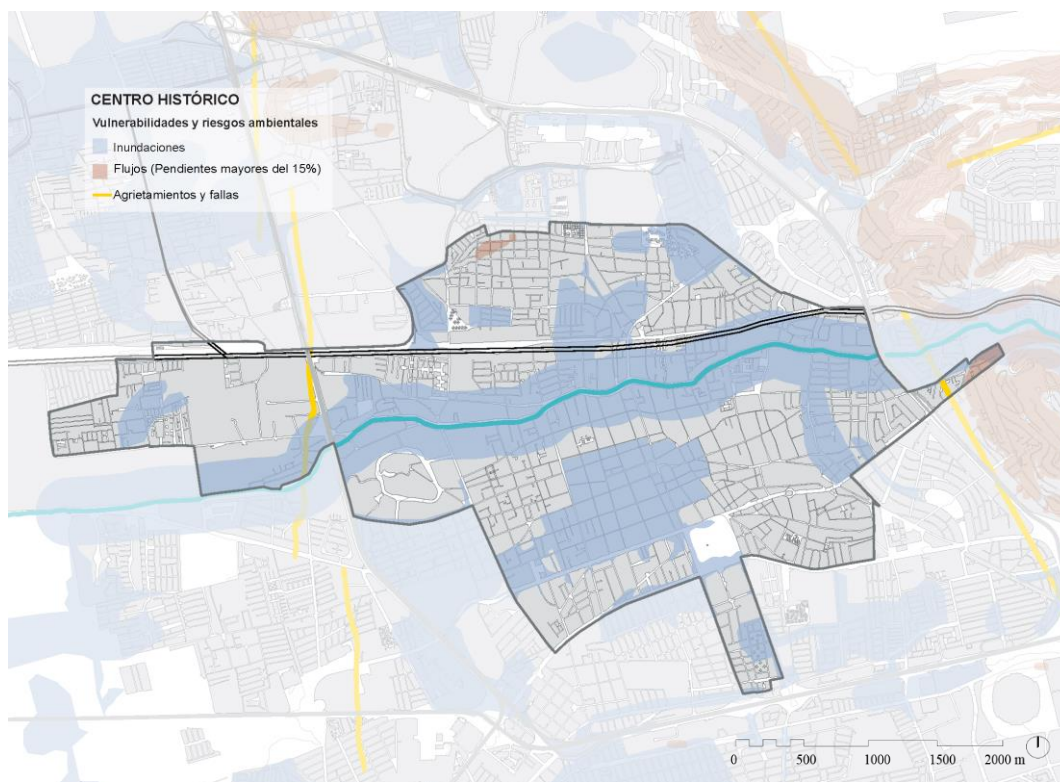 CENTRO HISTÓRICO
Vulnerabilidades y riesgos ambientales
Inundaciones
Flujos (Pendientes mayores del 15%)
Agrietamientos y fallas
0 500 1000 1500 2000 m